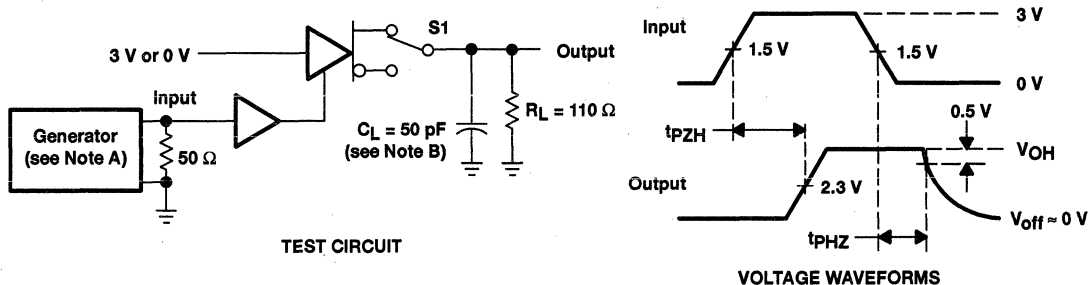 3 V or 0 V
S1
Output
Input
Generator
(see Note A)
50 Ω
CL = 50 pF
(see Note B)
RL = 110 Ω
TEST CIRCUIT
Input
3 V
1.5 V
1.5 V
0 V
0.5 V
tPZH
VOH
Output
2.3 V
Voff ≈ 0 V
tPHZ
VOLTAGE WAVEFORMS